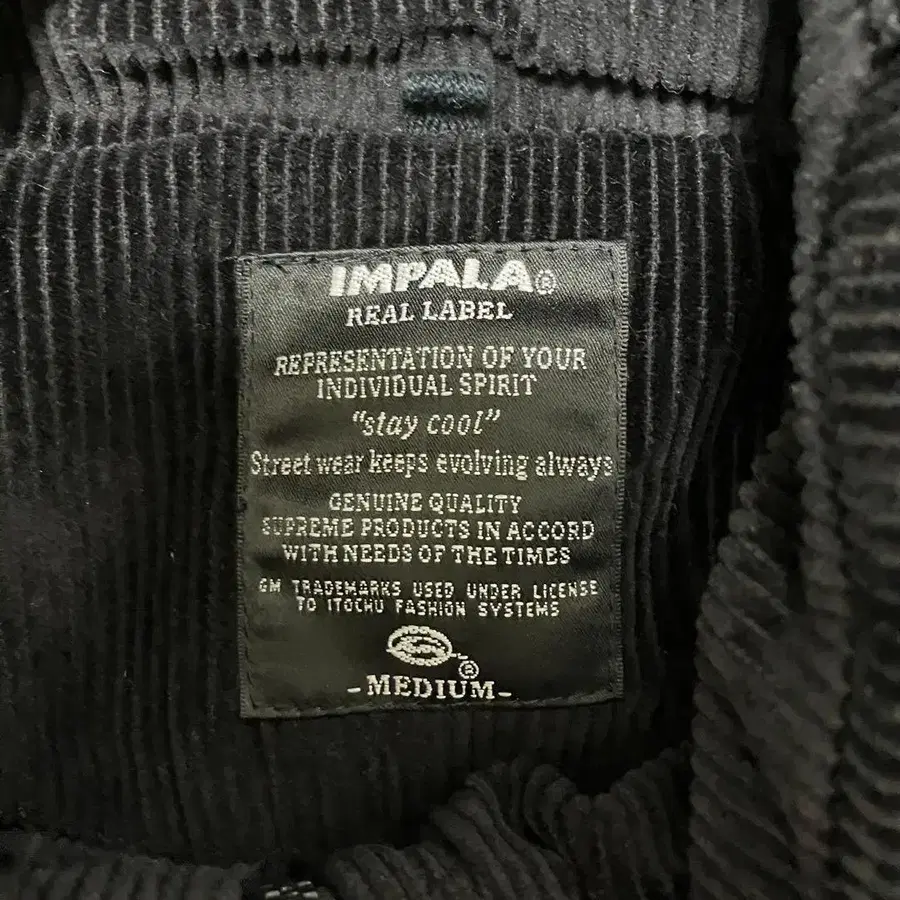 IMPALA®
REAL LABEL
REPRESENTATION OF YOUR
INDIVIDUAL SPIRIT
"stay cool"
Street wear keeps evolving always
GENUINE QUALITY
SUPREME PRODUCTS IN ACCORD
WITH NEEDS OF THE TIMES
GM TRADEMARKS USED UNDER LICENSE
TO ITOCHU FASHION SYSTEMS
®
-MEDIUM-